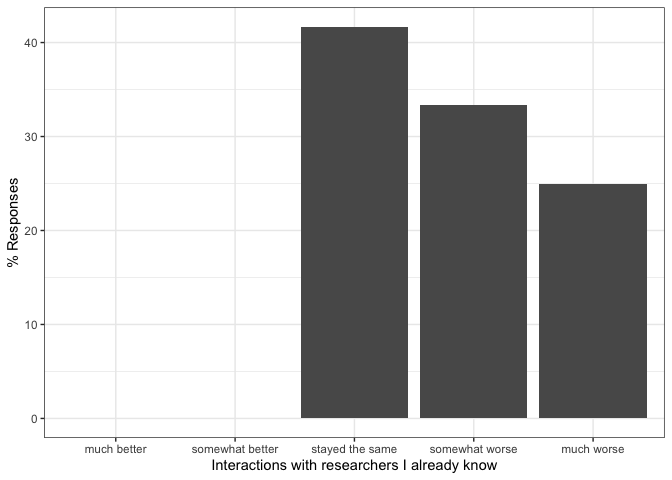 % Responses
40
30
20
10
0
much better somewhat better stayed the same somewhat worse much worse
Interactions with researchers I already know